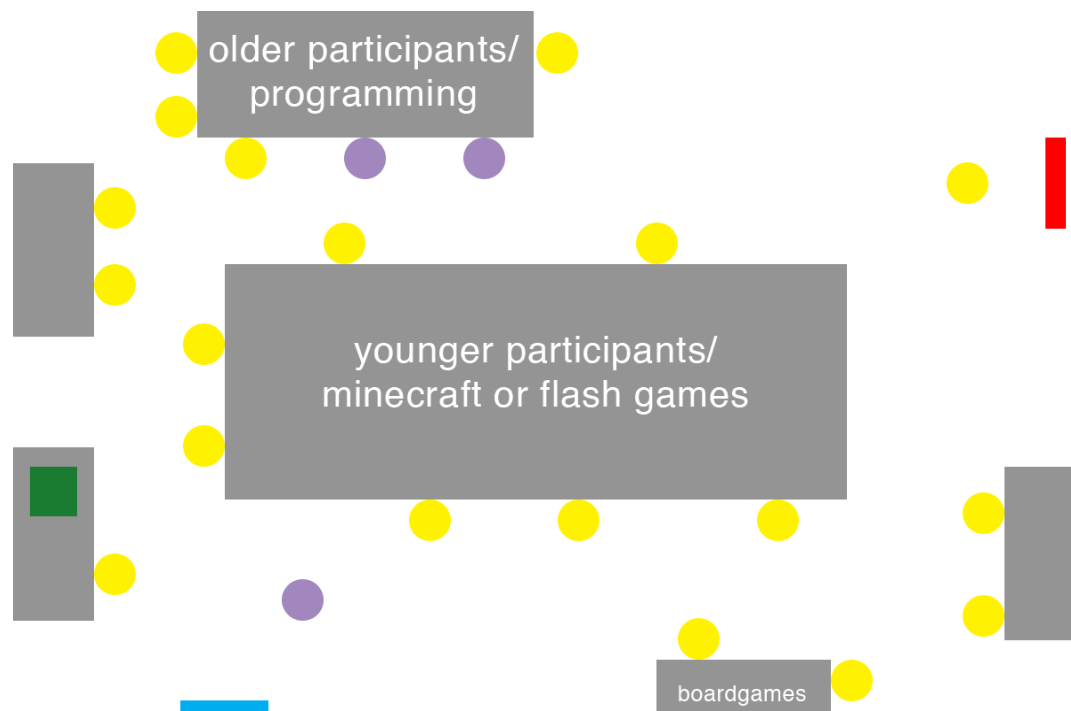 older participants/
programming
younger participants/
minecraft or flash games
boardgames